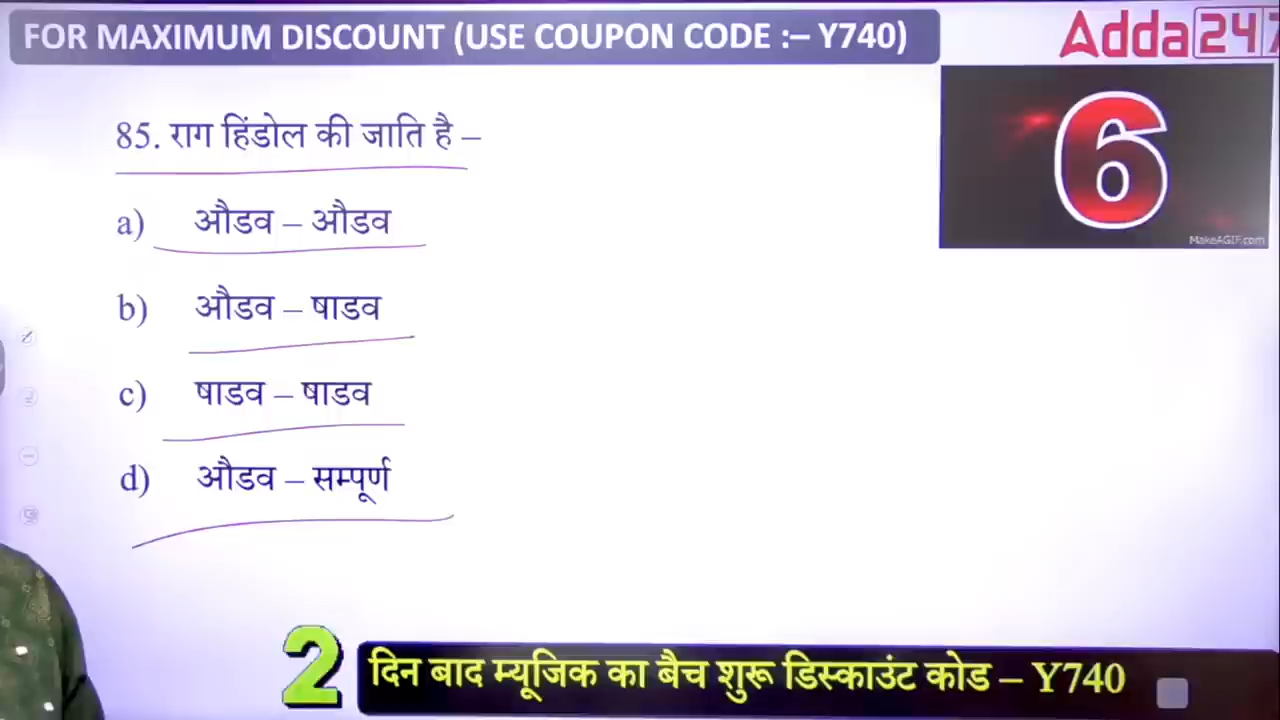 FOR MAXIMUM DISCOUNT (USE COUPON CODE :– Y740)
Adda247
6
MakeAGIF.com
85. राग हिंडोल की जाति है –
a) औडव – औडव
b) औडव – षाडव
c) षाडव – षाडव
d) औडव – सम्पूर्ण
2 दिन बाद म्यूजिक का बैच शुरू डिस्काउंट कोड – Y740